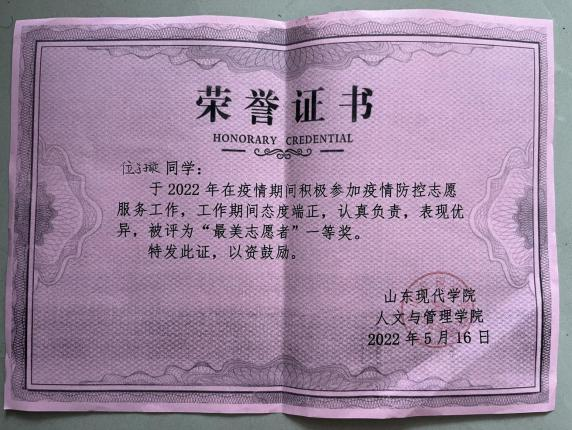 荣誉证书
HONORARY CREDENTIAL
位子璇 同学：
于 2022 年在疫情期间积极参加疫情防控志愿
服务工作，工作期间态度端正，认真负责，表现优
异，被评为“最美志愿者”一等奖。
特发此证，以资鼓励。
山东现代学院
人文与管理学院
2022 年 5 月 16 日